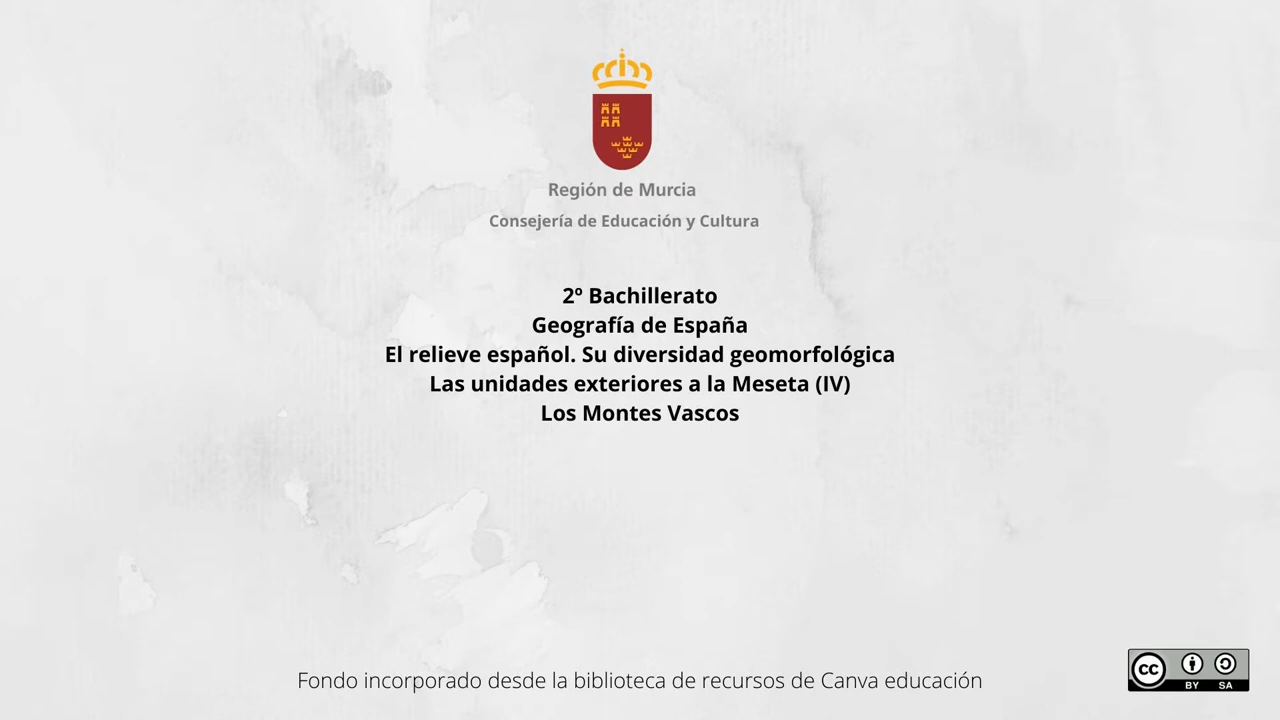 Región de Murcia
Consejería de Educación y Cultura
2º Bachillerato
Geografía de España
El relieve español. Su diversidad geomorfológica
Las unidades exteriores a la Meseta (IV)
Los Montes Vascos
Fondo incorporado desde la biblioteca de recursos de Canva educación
cc
BY SA